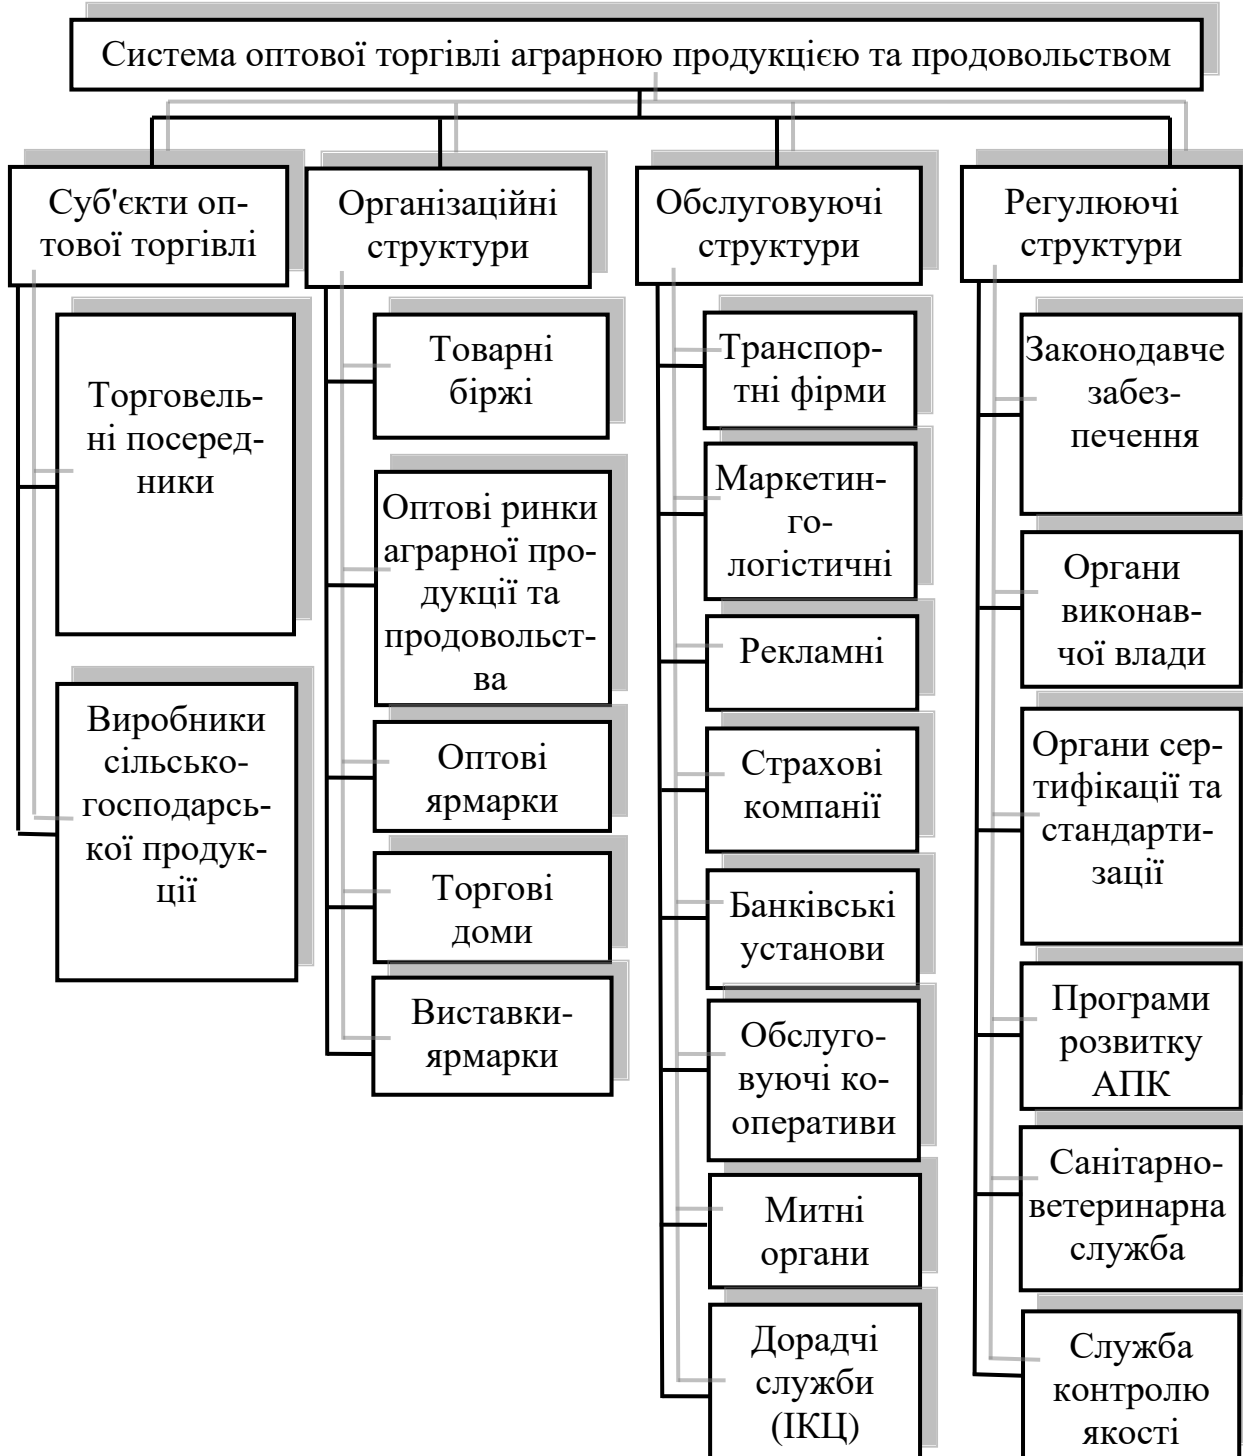 Система оптової торгівлі аграрною продукцією та продовольством
Суб'єкти оп-
тової торгівлі
Торговель-
ні посеред-
ники
Виробники
сільсько-
господарсь-
кої продук-
ції
Організаційні
структури
Товарні
біржі
Оптові ринки
аграрної про-
дукції та
продовольст-
ва
Оптові
ярмарки
Торгові
доми
Виставки-
ярмарки
Обслуговуючі
структури
Транспор-
тні фірми
Маркетин-
го-
логістичні
Рекламні
Страхові
компанії
Банківські
установи
Обслуго-
вуючі ко-
оперативи
Митні
органи
Дорадчі
служби
(ІКЦ)
Регулюючі
структури
Законодавче
забез-
печення
Органи
виконав-
чої влади
Органи сер-
тифікації та
стандарти-
зації
Програми
розвитку
АПК
Санітарно-
ветеринарна
служба
Служба
контролю
якості